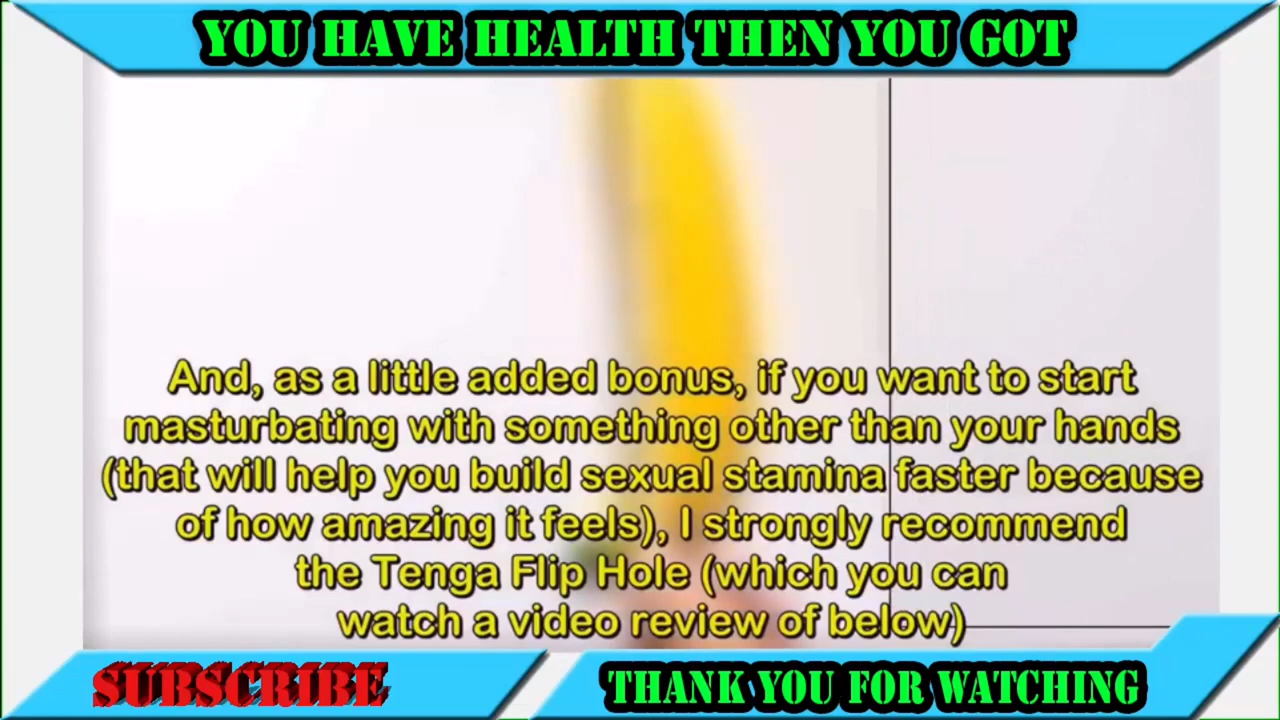 YOU HAVE HEALTH THEN YOU GOT
And, as a little added bonus, if you want to start
masturbating with something other than your hands
(that will help you build sexual stamina faster because
of how amazing it feels), I strongly recommend
the Tenga Flip Hole (which you can
watch a video review of below)
SUBSCRIBE
THANK YOU FOR WATCHING